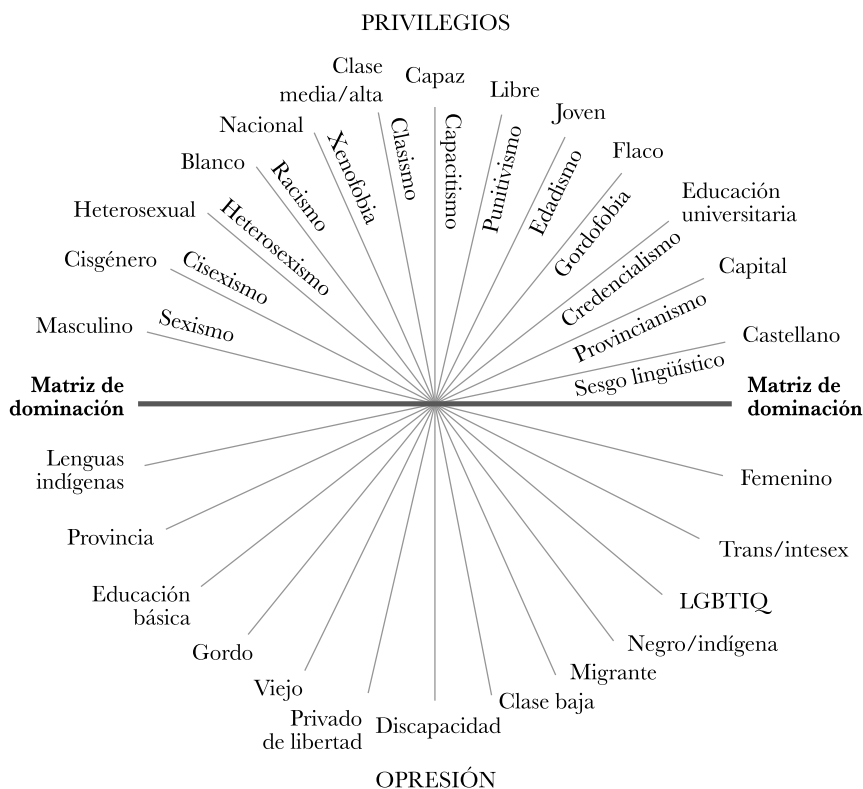 PRIVILEGIOS
Clase
media/alta
Capaz
Libre
Joven
Nacional
Flaco
Blanco
Educación
universitaria
Heterosexual
Cisgénero
Capital
Masculino
Castellano
Sexismo
Cisexismo
Heterosexismo
Racismo
Xenofobia
Clasismo
Capacitismo
Punitivismo
Edadismo
Gordofobia
Credencialismo
Provincianismo
Sesgo lingüístico
Matriz de
dominación
Matriz de
dominación
Lenguas
indígenas
Femenino
Provincia
Trans/intesex
Educación
básica
LGBTIQ
Gordo
Negro/indígena
Viejo
Migrante
Privado
de libertad
Discapacidad
Clase baja
OPRESIÓN